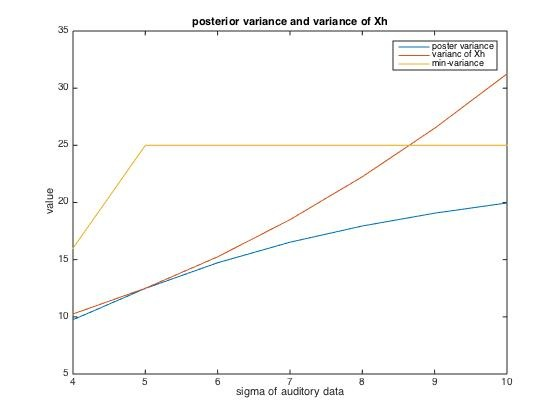 posterior variance and variance of Xh
35
30
25
20
15
10
5
value
poster variance
varianc of Xh
min-variance
4 5 6 7 8 9 10
sigma of auditory data